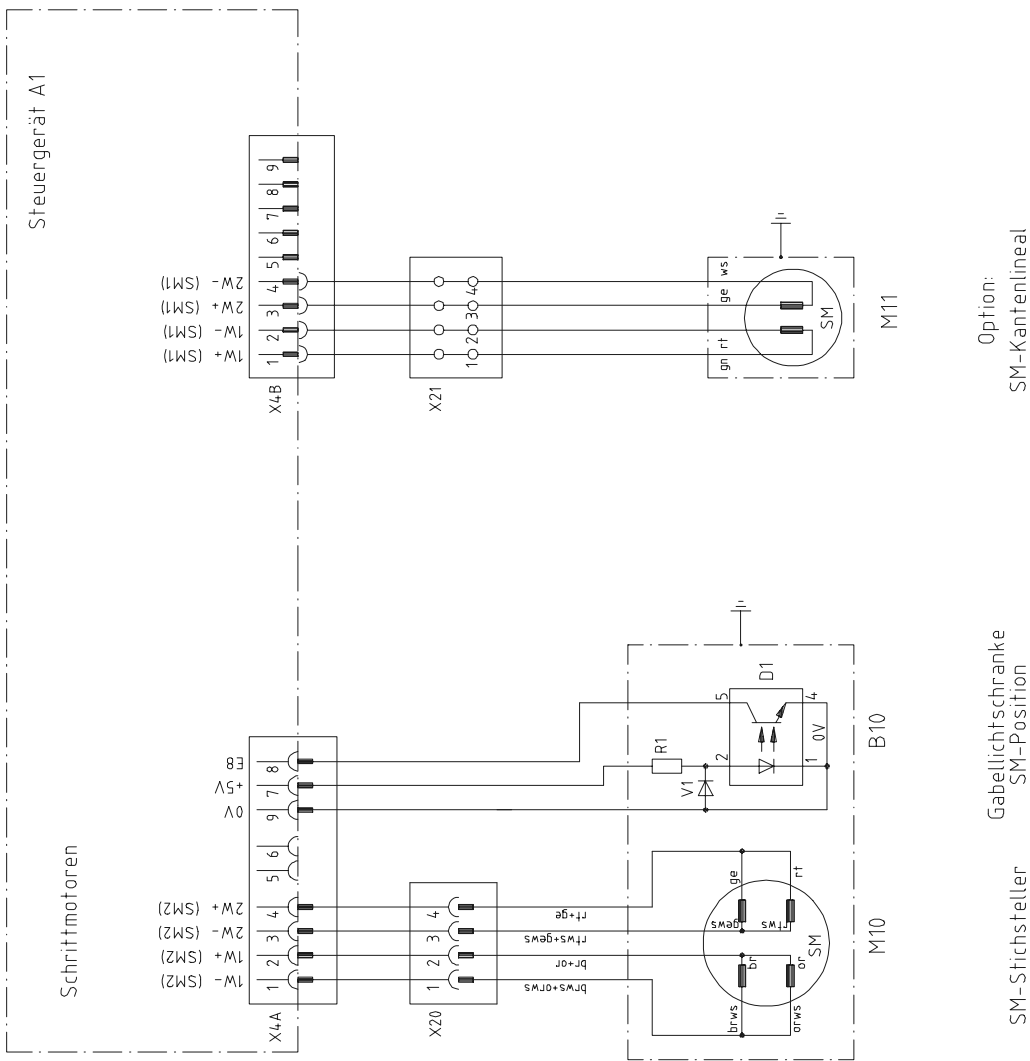 Steuergerät A1
Schrittmotoren
X4A
1
2
3
4
5
6
9
7
8
1W- (SM2)
1W+ (SM2)
2W- (SM2)
2W+ (SM2)
0V
+5V
E8
X4B
1
2
3
4
5
6
7
8
9
1W+ (SM1)
1W- (SM1)
2W+ (SM1)
2W- (SM1)
X20
1
2
3
4
X21
1
2
3
4
brws+orws
br+or
rtws+gews
rt+ge
brws
orws
br
or
gews
rtws
ge
rt
SM
M10
V1
R1
2
1
5
4
0V
D1
B10
gn
rt
ge
ws
SM
M11
SM-Stichsteller
Gabellichtschranke
SM-Position
Option:
SM-Kantenlineal